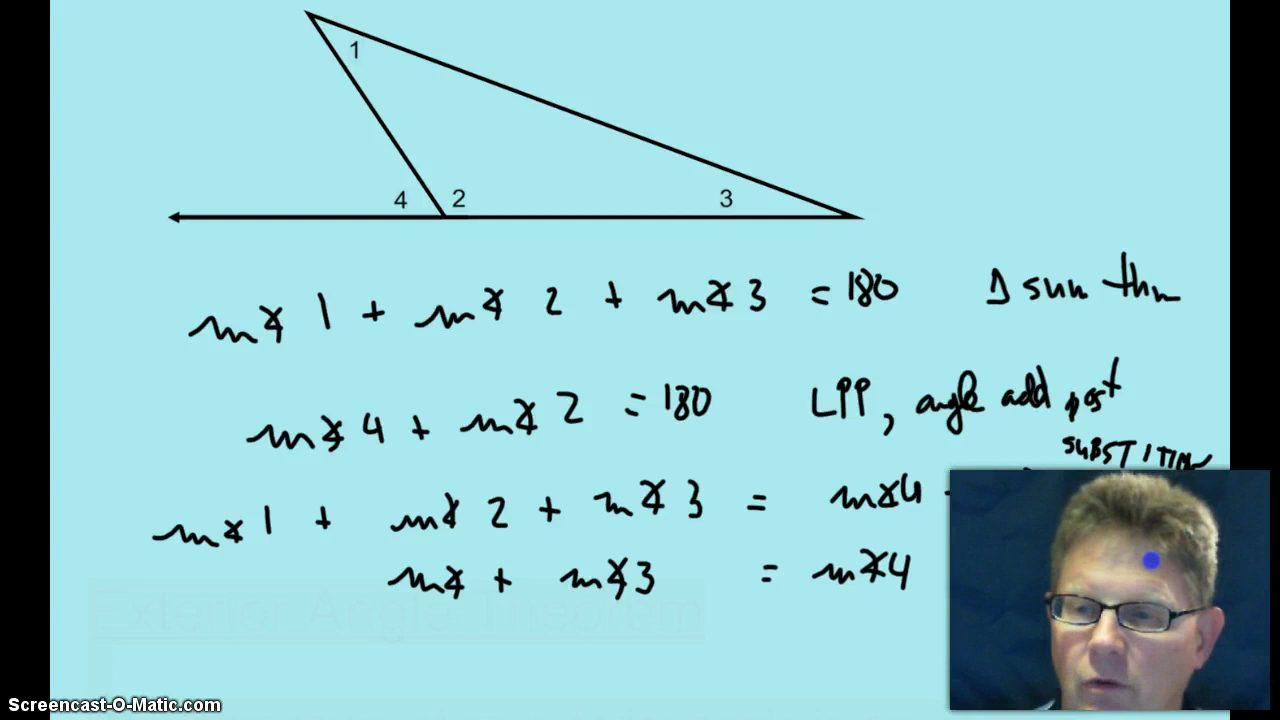 1
4 2 3
m∡ 1 + m∡ 2 + m∡ 3 = 180 Δ sum thm
m∡ 4 + m∡ 2 = 180 LPP, angle add post
SUBSTITION
m∡ 1 + m∡ 2 + m∡ 3 = m∡4
m∡ + m∡3 = m∡4
Exterior Angle Theorem
Screencast-O-Matic.com